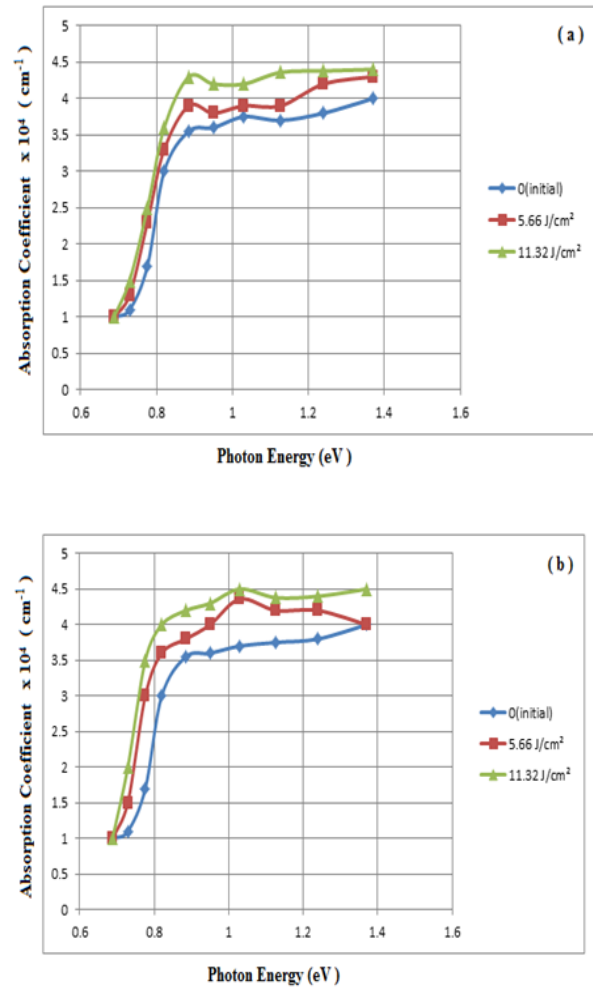 ( a )
Absorption Coefficient x 10⁴ ( cm⁻¹ )
5
4.5
4
3.5
3
2.5
2
1.5
1
0.5
0
0.6 0.8 1 1.2 1.4 1.6
Photon Energy (eV )
0(initial)
5.66 J/cm²
11.32 J/cm²
( b )
Absorption Coefficient x 10⁴ ( cm⁻¹ )
5
4.5
4
3.5
3
2.5
2
1.5
1
0.5
0
0.6 0.8 1 1.2 1.4 1.6
Photon Energy (eV )
0(initial)
5.66 J/cm²
11.32 J/cm²